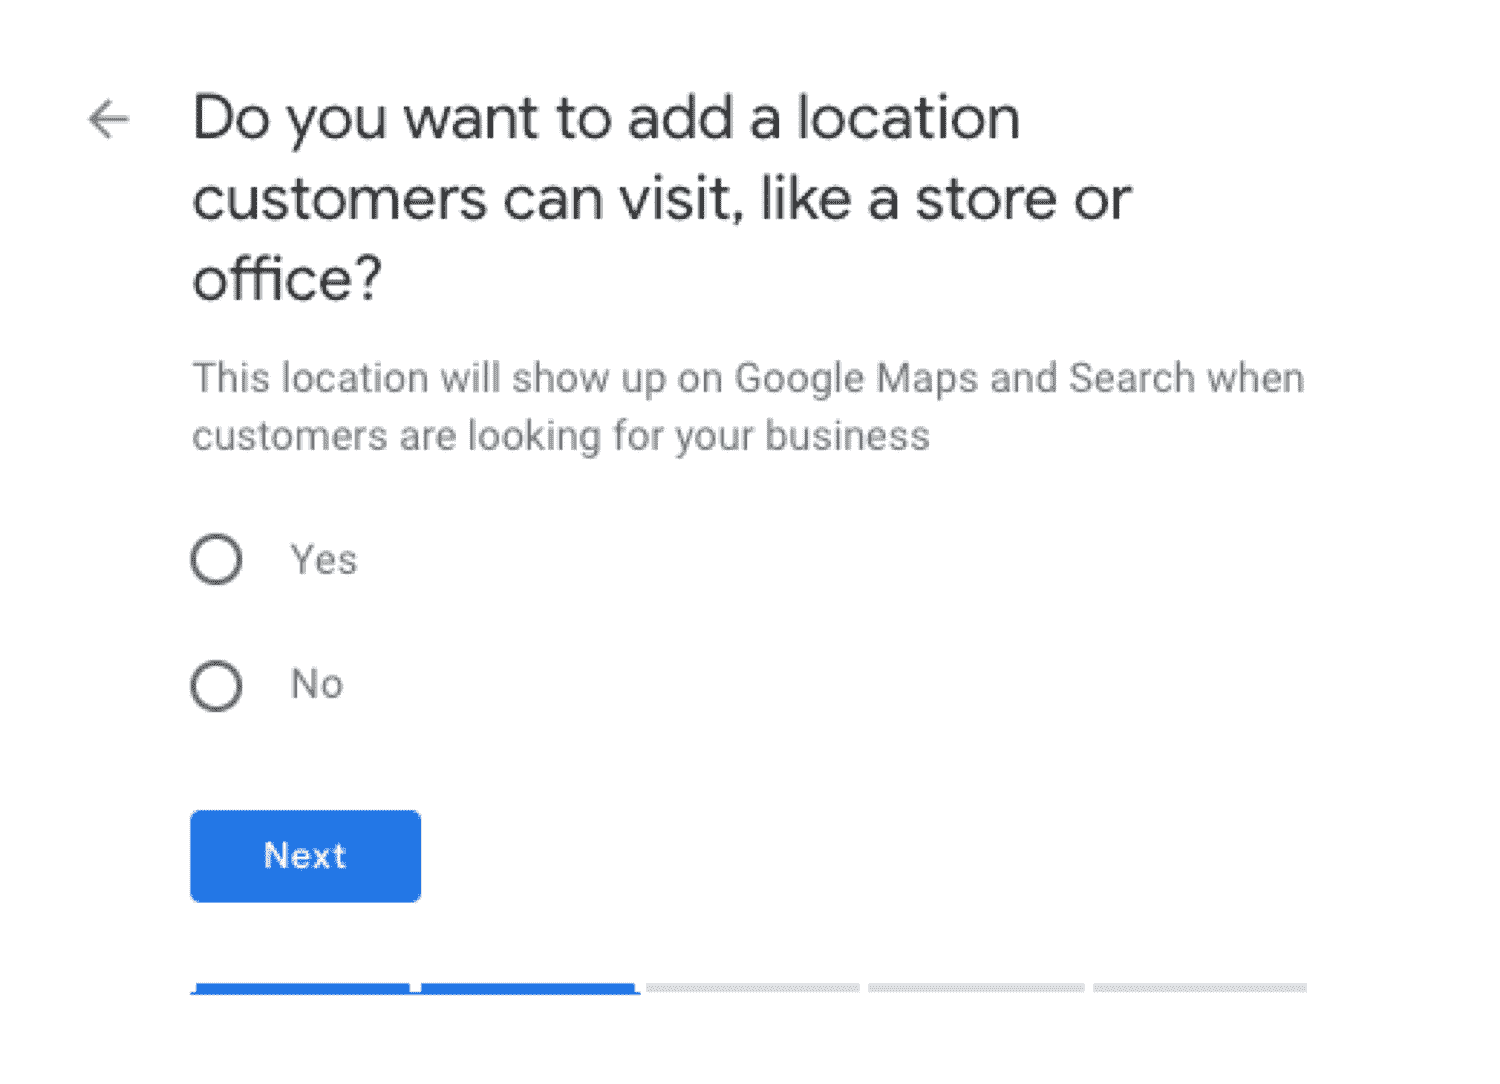 Do you want to add a location
customers can visit, like a store or
office?
This location will show up on Google Maps and Search when
customers are looking for your business
Yes
No
Next